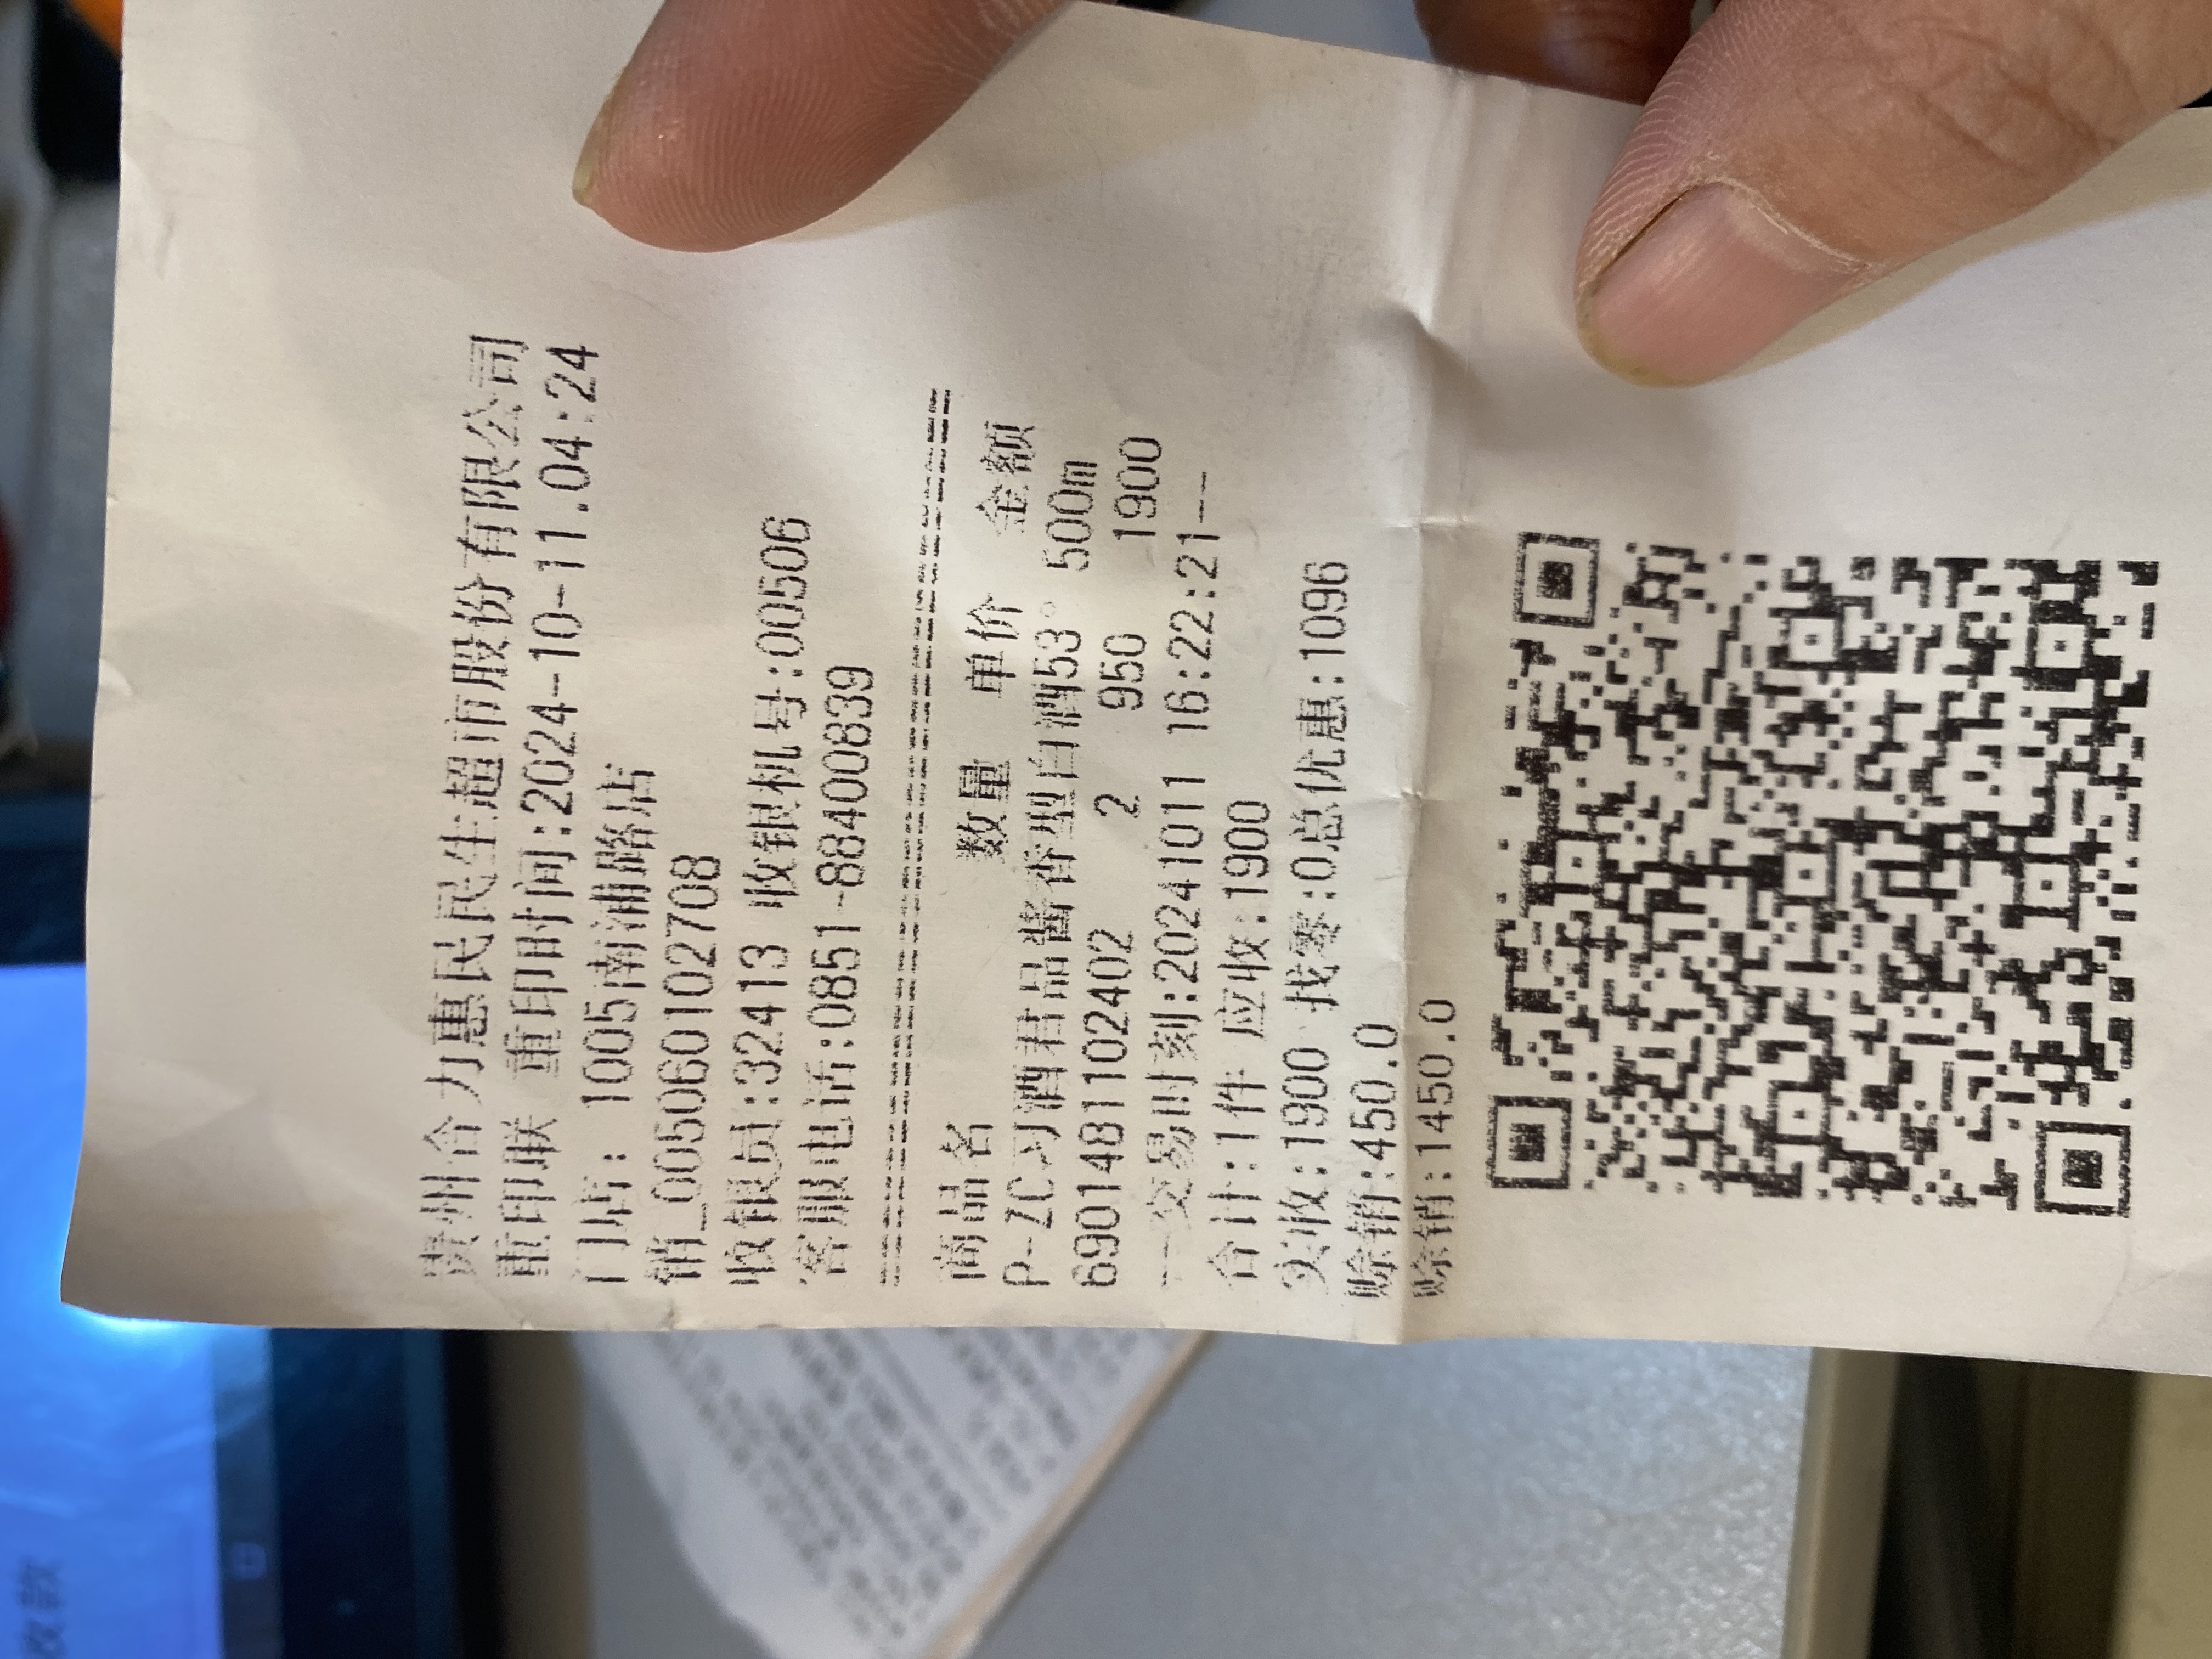 贵州合力惠民民生超市股份有限公司
重印联 重印时间:2024-10-11.04:24
门店: 1005南浦路店
销_0050601027​08
收银员:32413 收银机号:00506
客服电话:0851-88400839
商品名 数量 单价 金额
P-ZC习酒君品酱香型白酒53° 500m
6901481102402 2 950 1900
--交易时刻:20241011 16:22:21--
合计:1件 应收:1900
实收:1900 找零:0总优惠:1096
赊销:450.0
赊销:1450.0
收款